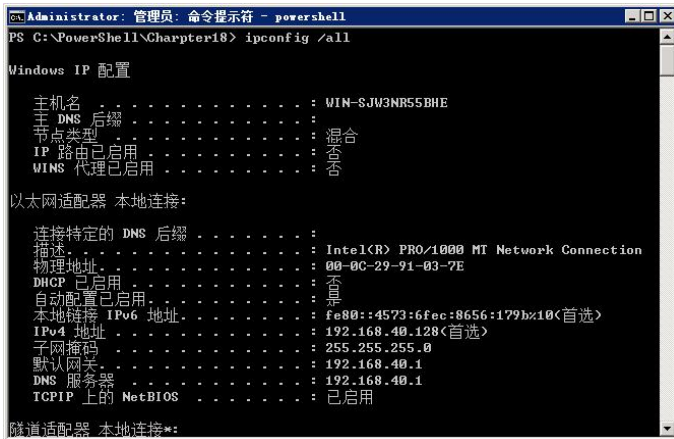 Administrator: 管理员: 命令提示符 - powershell
PS C:\PowerShell\Charpter18> ipconfig /all
Windows IP 配置
主机名 . . . . . . . . . . . . . : WIN-SJW3NR55BHE
主 DNS 后缀 . . . . . . . . . . . :
节点类型 . . . . . . . . . . . . : 混合
IP 路由已启用 . . . . . . . . . . : 否
WINS 代理已启用 . . . . . . . . . : 否
以太网适配器 本地连接:
连接特定的 DNS 后缀 . . . . . . . :
描述. . . . . . . . . . . . . . . : Intel(R) PRO/1000 MT Network Connection
物理地址. . . . . . . . . . . . . : 00-0C-29-91-03-7E
DHCP 已启用 . . . . . . . . . . . : 否
自动配置已启用. . . . . . . . . . : 是
本地链接 IPv6 地址. . . . . . . . : fe80::4573:6fec:8656:179b%10(首选)
IPv4 地址 . . . . . . . . . . . . : 192.168.40.128(首选)
子网掩码 . . . . . . . . . . . . : 255.255.255.0
默认网关. . . . . . . . . . . . . : 192.168.40.1
DNS 服务器 . . . . . . . . . . . : 192.168.40.1
TCPIP 上的 NetBIOS . . . . . . . : 已启用
隧道适配器 本地连接*: